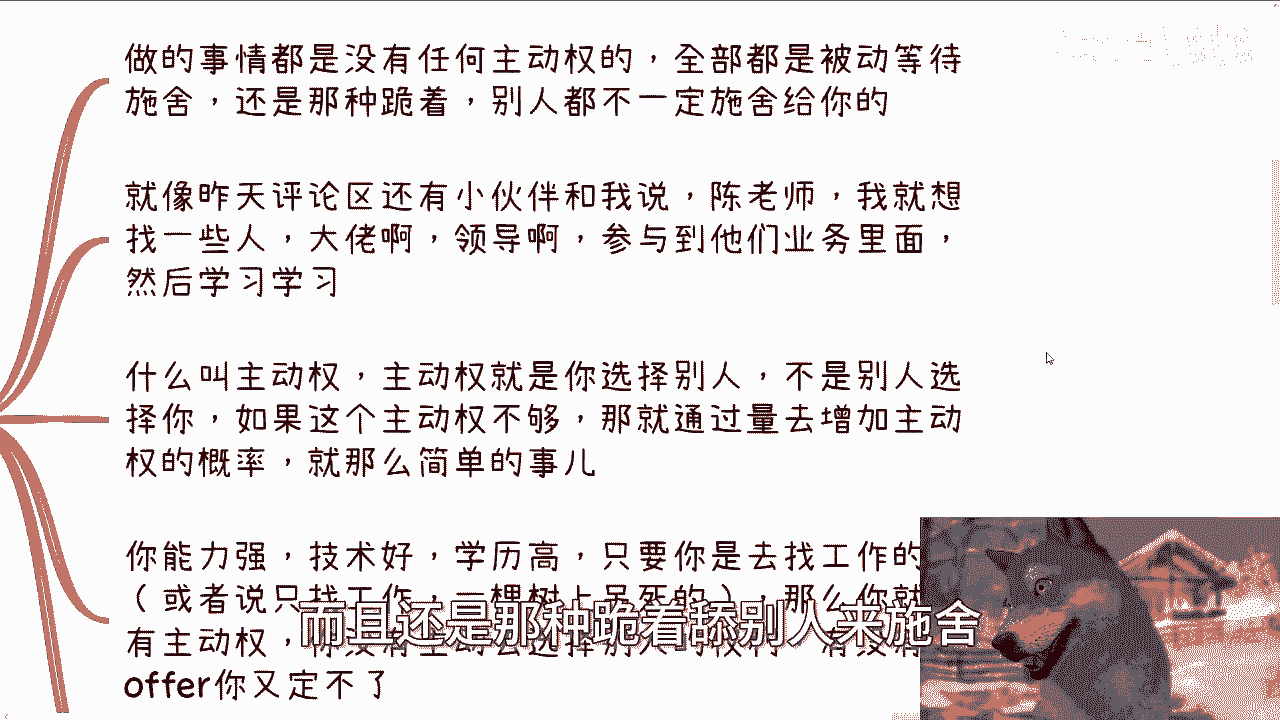 做的事情都是没有任何主动权的，全部都是被动等待
施舍，还是那种跪着，别人都不一定施舍给你的
就像昨天评论区还有小伙伴和我说，陈老师，我就想
找一些人，大佬啊，领导啊，参与到他们业务里面，
然后学习学习
什么叫主动权，主动权就是你选择别人，不是别人选
择你，如果这个主动权不够，那就通过量去增加主动
权的概率，就那么简单的事儿
你能力强，技术好，学历高，只要你是去找工作的
（或者说只找工作，一棵树上吊死的），那么你就
有主动权，
offer你又定不了
而且还是那种跪着舔别人来施舍